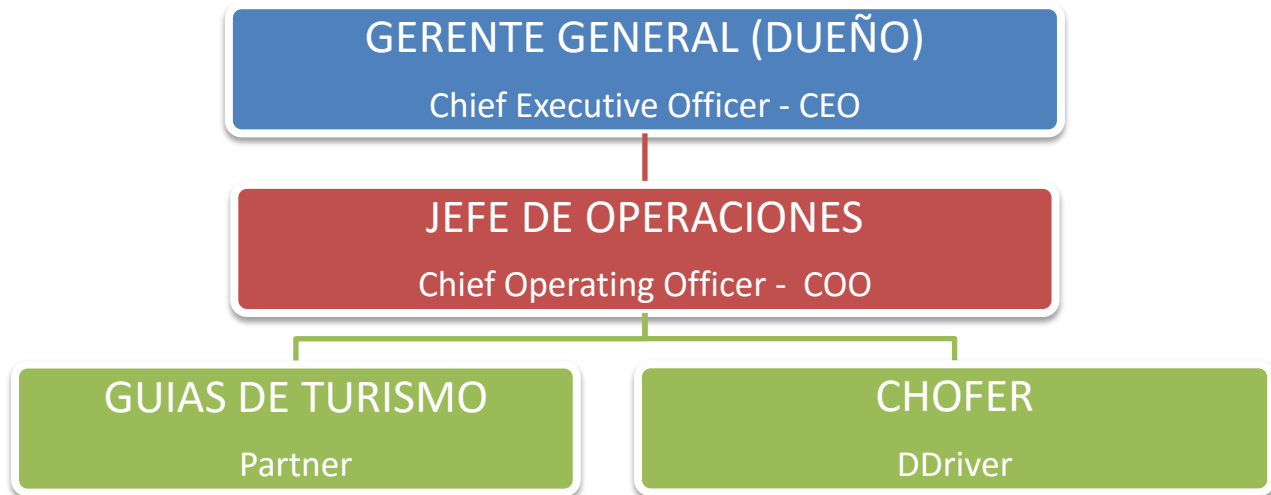 GERENTE GENERAL (DUEÑO)
Chief Executive Officer - CEO
JEFE DE OPERACIONES
Chief Operating Officer -  COO
GUIAS DE TURISMO
Partner
CHOFER
DDriver